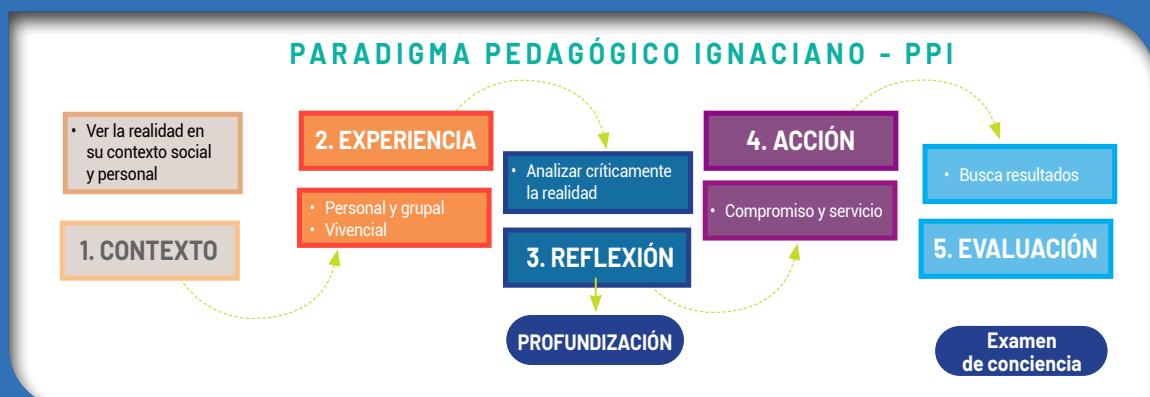 PARADIGMA PEDAGÓGICO IGNACIANO - PPI
• Ver la realidad en
su contexto social
y personal
1. CONTEXTO
2. EXPERIENCIA
• Personal y grupal
• Vivencial
• Analizar críticamente
la realidad
3. REFLEXIÓN
PROFUNDIZACIÓN
4. ACCIÓN
• Compromiso y servicio
• Busca resultados
5. EVALUACIÓN
Examen
de conciencia